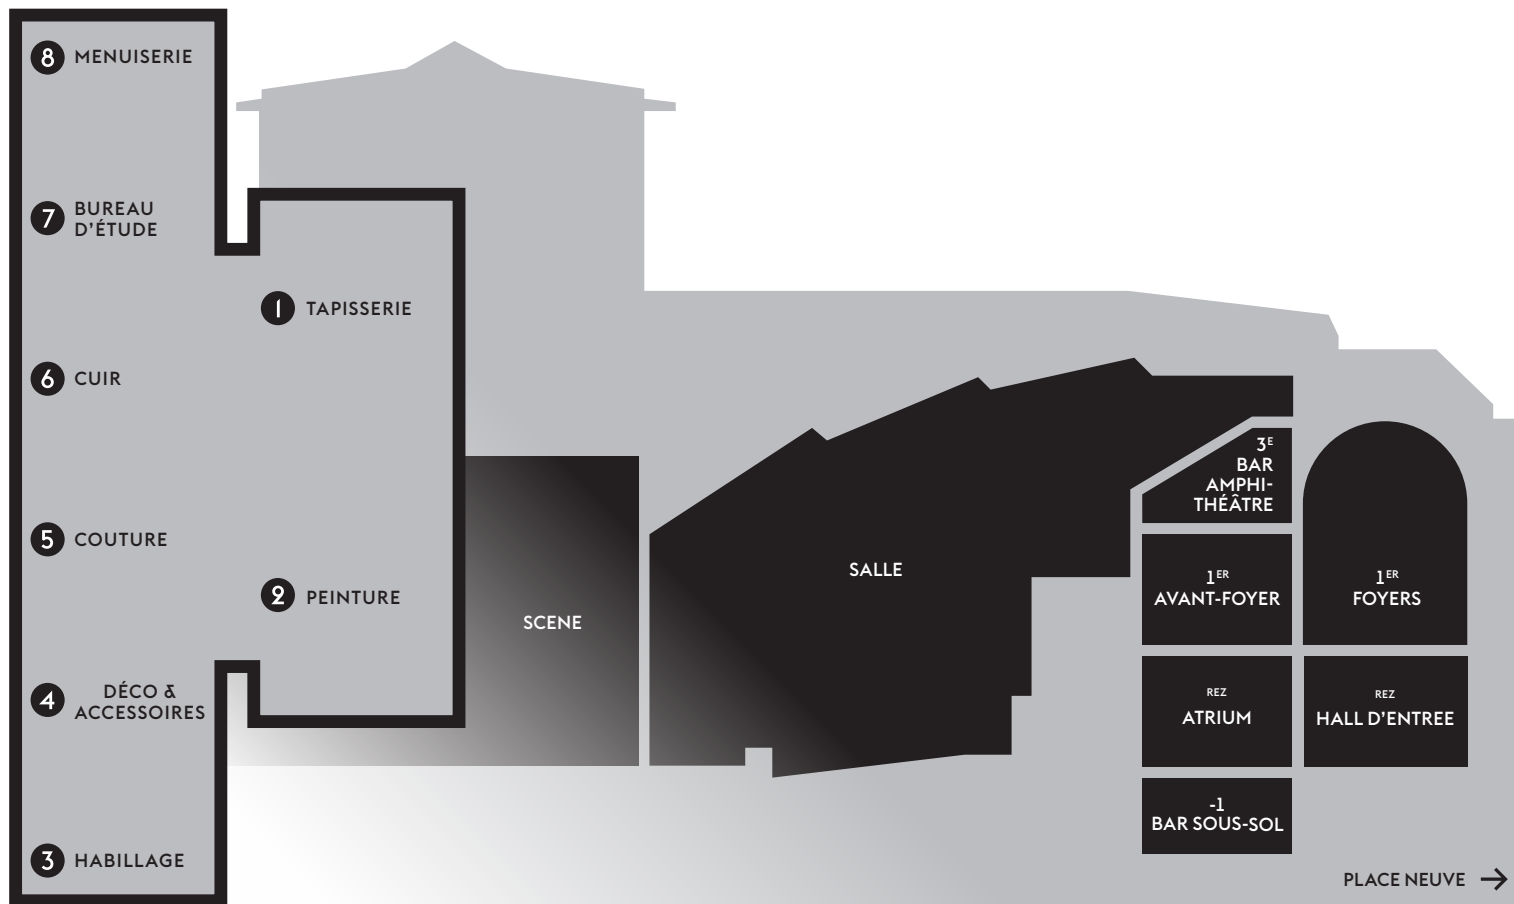 8 MENUISERIE
7 BUREAU
D'ÉTUDE
1 TAPISSERIE
6 CUIR
5 COUTURE
2 PEINTURE
4 DÉCO &
ACCESSOIRES
3 HABILLAGE
SCENE
SALLE
3E
BAR
AMPHI-
THÉÂTRE
1ER
AVANT-FOYER
1ER
FOYERS
REZ
ATRIUM
REZ
HALL D'ENTREE
-1
BAR SOUS-SOL
PLACE NEUVE →